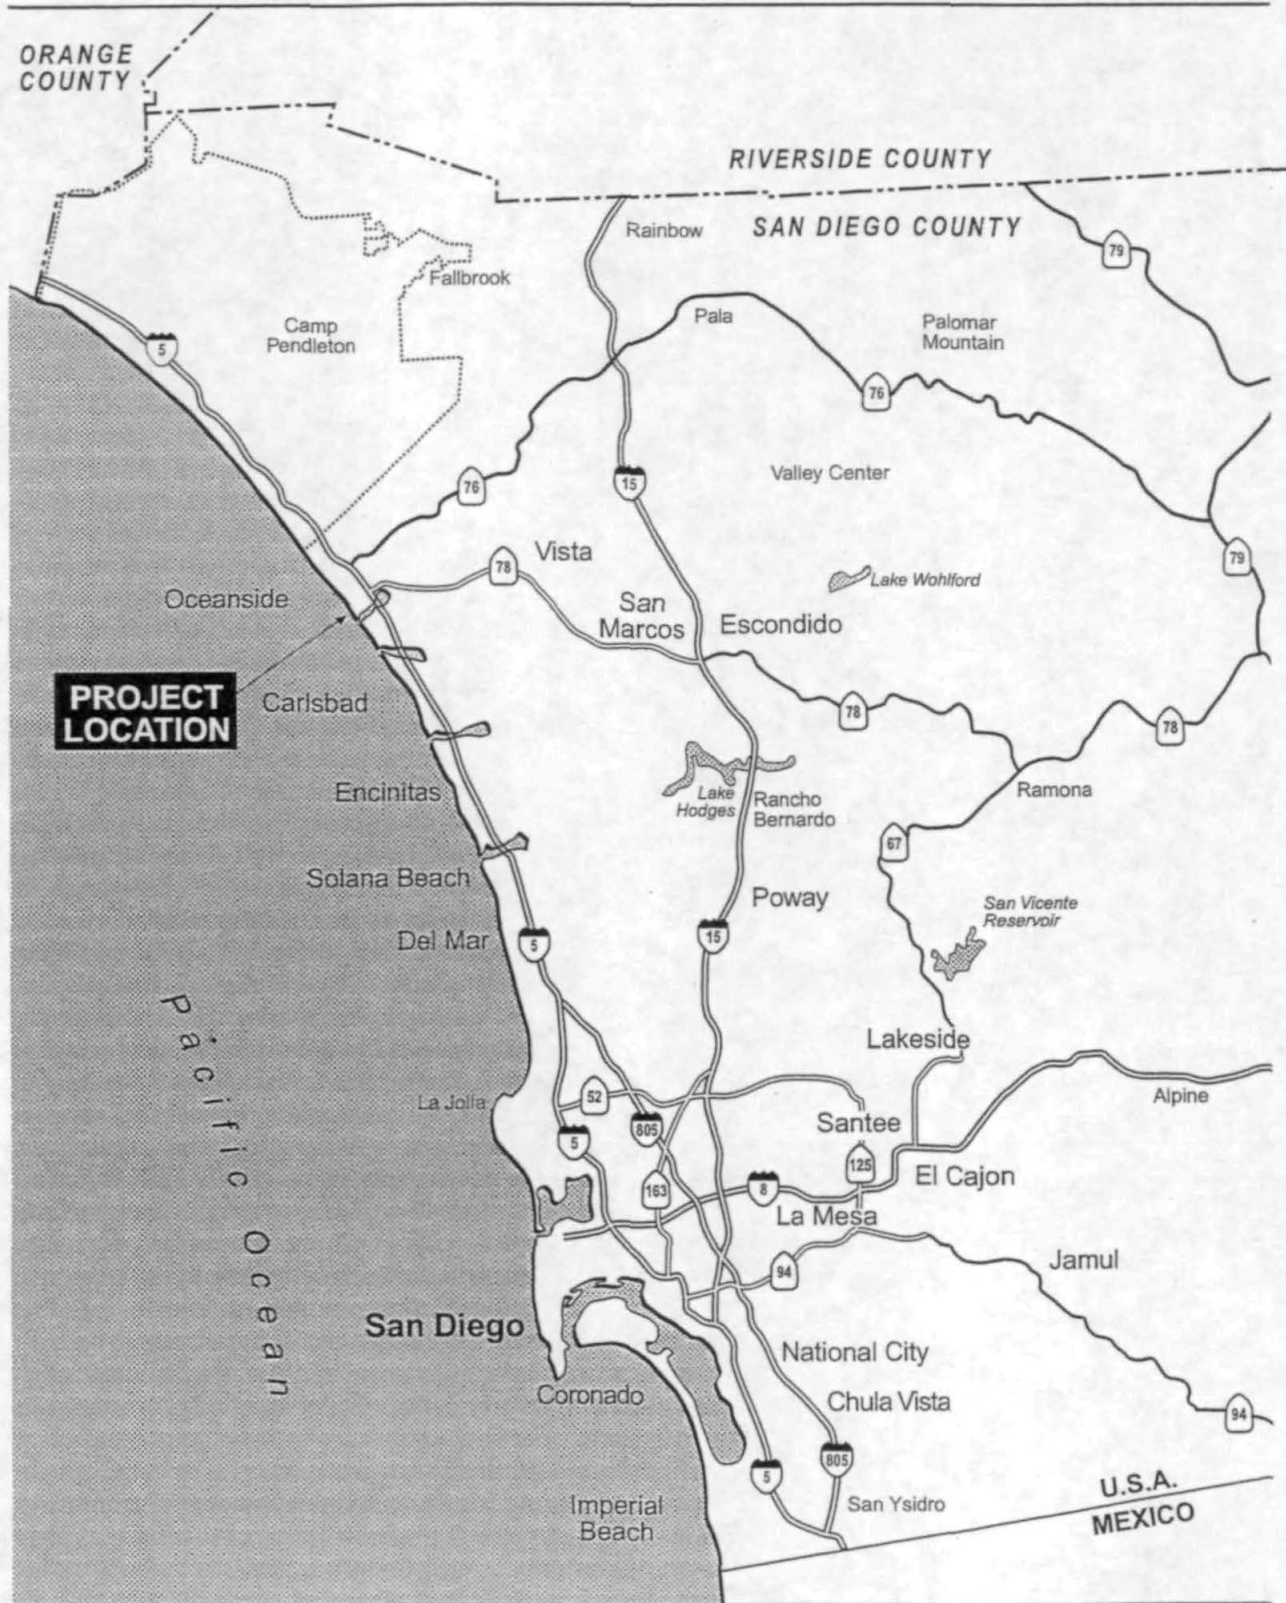 ORANGE
COUNTY
RIVERSIDE COUNTY
SAN DIEGO COUNTY
Rainbow
79
Fallbrook
Camp
Pendleton
5
Pala
Palomar
Mountain
76
76
15
Valley Center
Vista
78
79
Lake Wohlford
Oceanside
San
Marcos
Escondido
PROJECT
LOCATION
Carlsbad
78
78
Encinitas
Lake
Hodges
Rancho
Bernardo
Ramona
67
Solana Beach
Poway
San Vicente
Reservoir
Del Mar
5
15
Pacific Ocean
Lakeside
La Jolla
52
Alpine
805
Santee
5
125
163
8
El Cajon
La Mesa
94
Jamul
San Diego
National City
Coronado
Chula Vista
94
805
5
U.S.A.
MEXICO
Imperial
Beach
San Ysidro